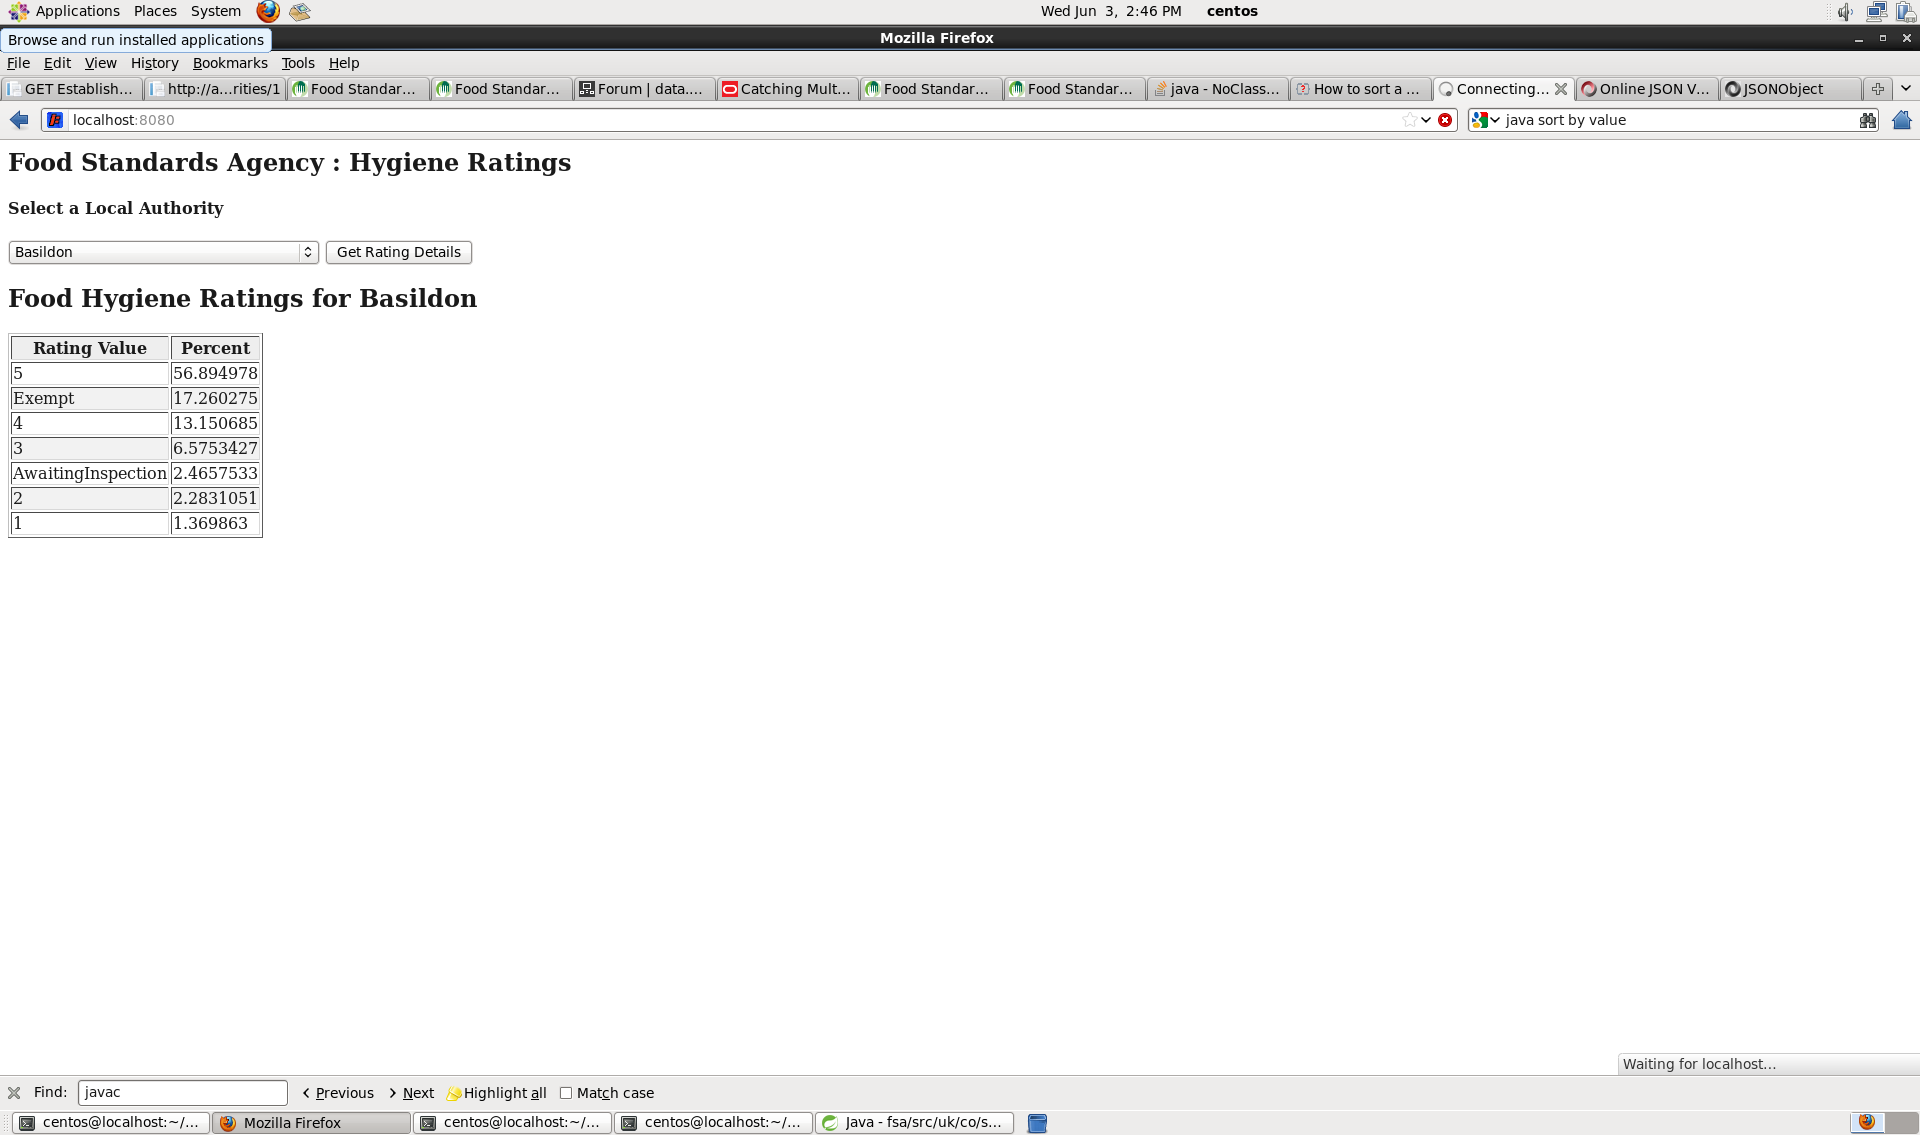 Applications Places System Wed Jun 3, 2:46 PM centos
Browse and run installed applications Mozilla Firefox
File Edit View History Bookmarks Tools Help
GET Establish... http://a...rities/1 Food Standar... Food Standar... Forum | data.... Catching Mult... Food Standar... Food Standar... java - NoClass... How to sort a ... Connecting... Online JSON V... JSONObject
localhost:8080 java sort by value
Food Standards Agency : Hygiene Ratings
Select a Local Authority
Basildon Get Rating Details
Food Hygiene Ratings for Basildon
Rating Value Percent
5 56.894978
Exempt 17.260275
4 13.150685
3 6.5753427
AwaitingInspection 2.4657533
2 2.2831051
1 1.369863
Waiting for localhost...
Find: javac Previous Next Highlight all Match case
centos@localhost:~/... Mozilla Firefox centos@localhost:~/... centos@localhost:~/... Java - fsa/src/uk/co/s...